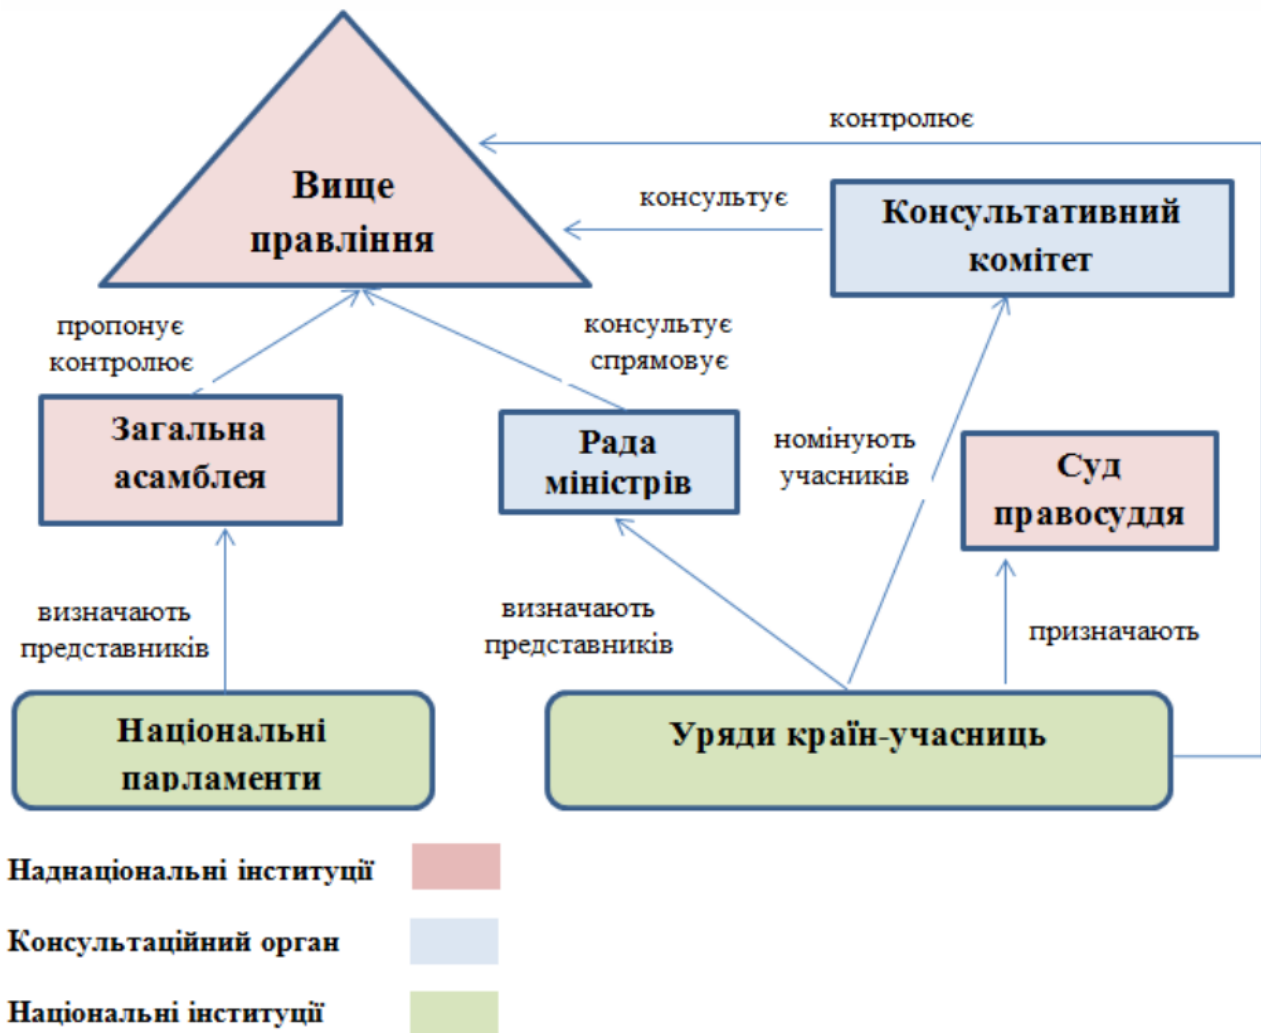 контролює
Вище
правління
консультує
Консультативний
комітет
пропонує
контролює
консультує
спрямовує
Загальна
асамблея
Рада
міністрів
номінують
учасників
Суд
правосуддя
визначають
представників
визначають
представників
призначають
Національні
парламенти
Уряди країн-учасниць
Наднаціональні інституції
Консультаційний орган
Національні інституції